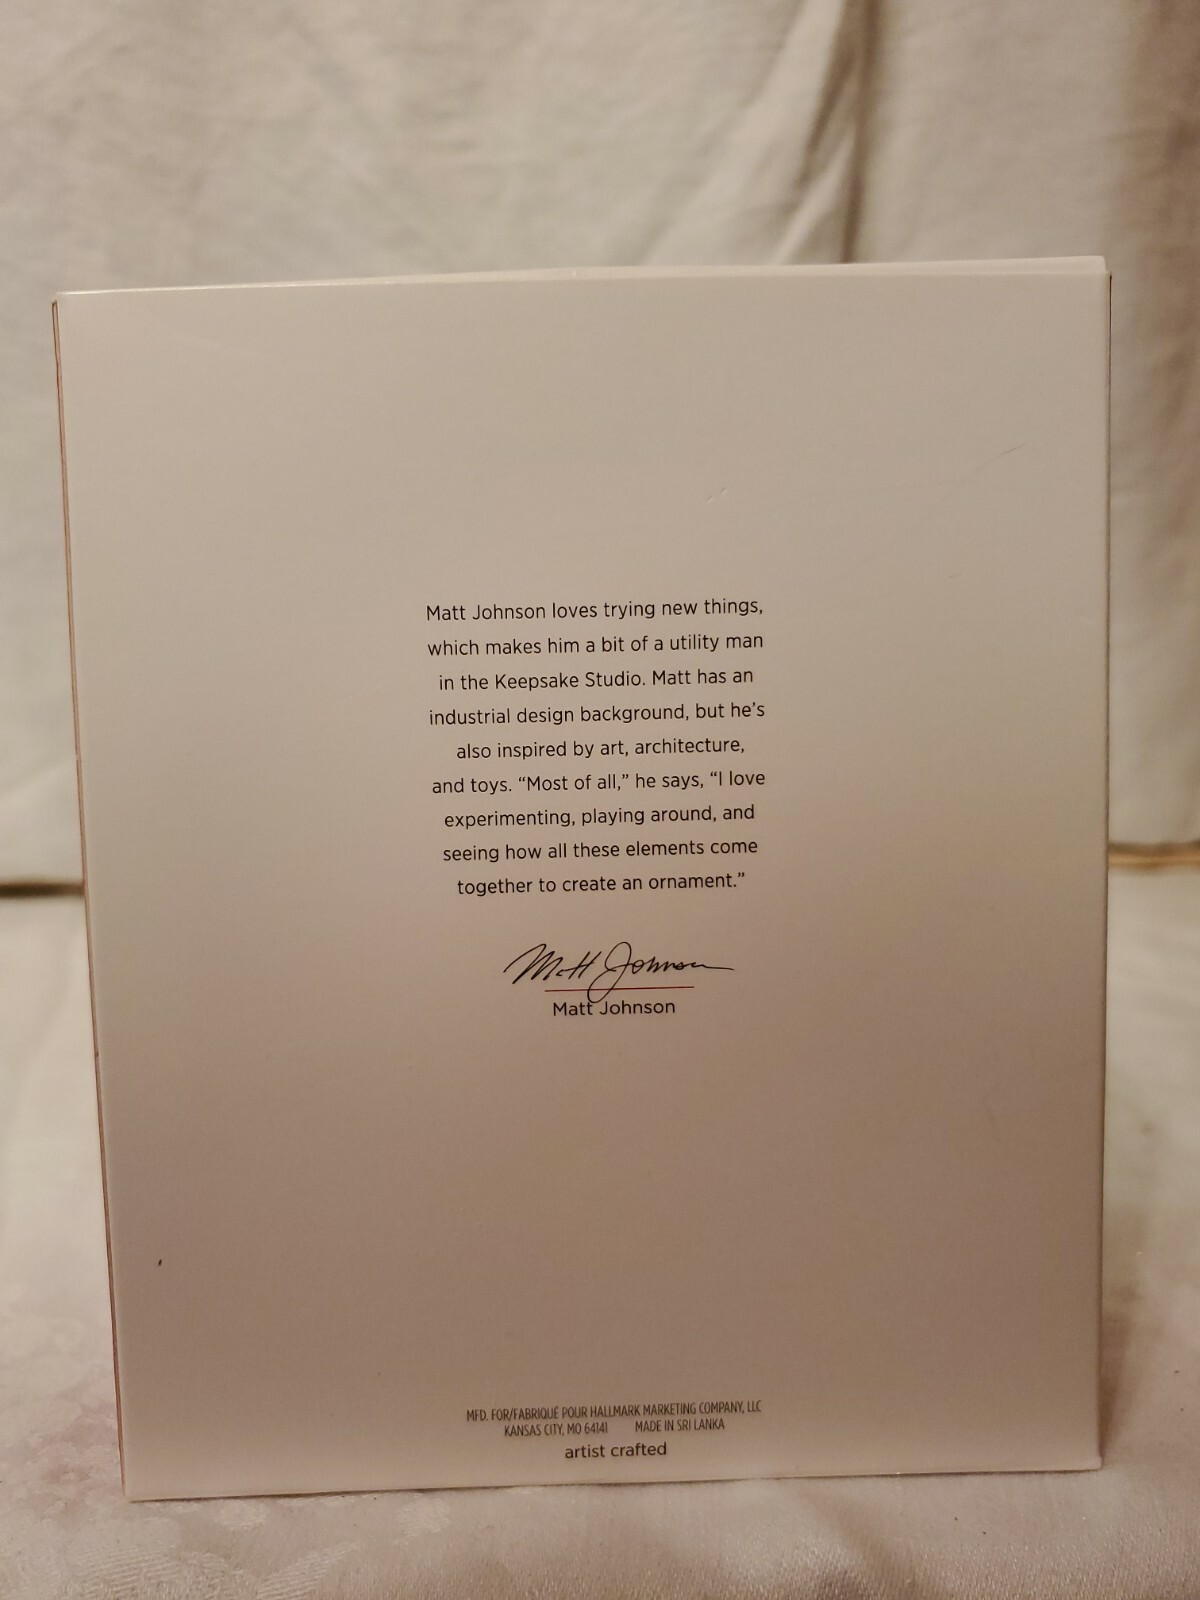 Matt Johnson loves trying new things,
which makes him a bit of a utility man
in the Keepsake Studio. Matt has an
industrial design background, but he's
also inspired by art, architecture,
and toys. “Most of all,” he says, “I love
experimenting, playing around, and
seeing how all these elements come
together to create an ornament.”
Matt Johnson
Matt Johnson
MFD. FOR/FABRIQUÉ POUR HALLMARK MARKETING COMPANY, LLC
KANSAS CITY, MO 64141 MADE IN SRI LANKA
artist crafted